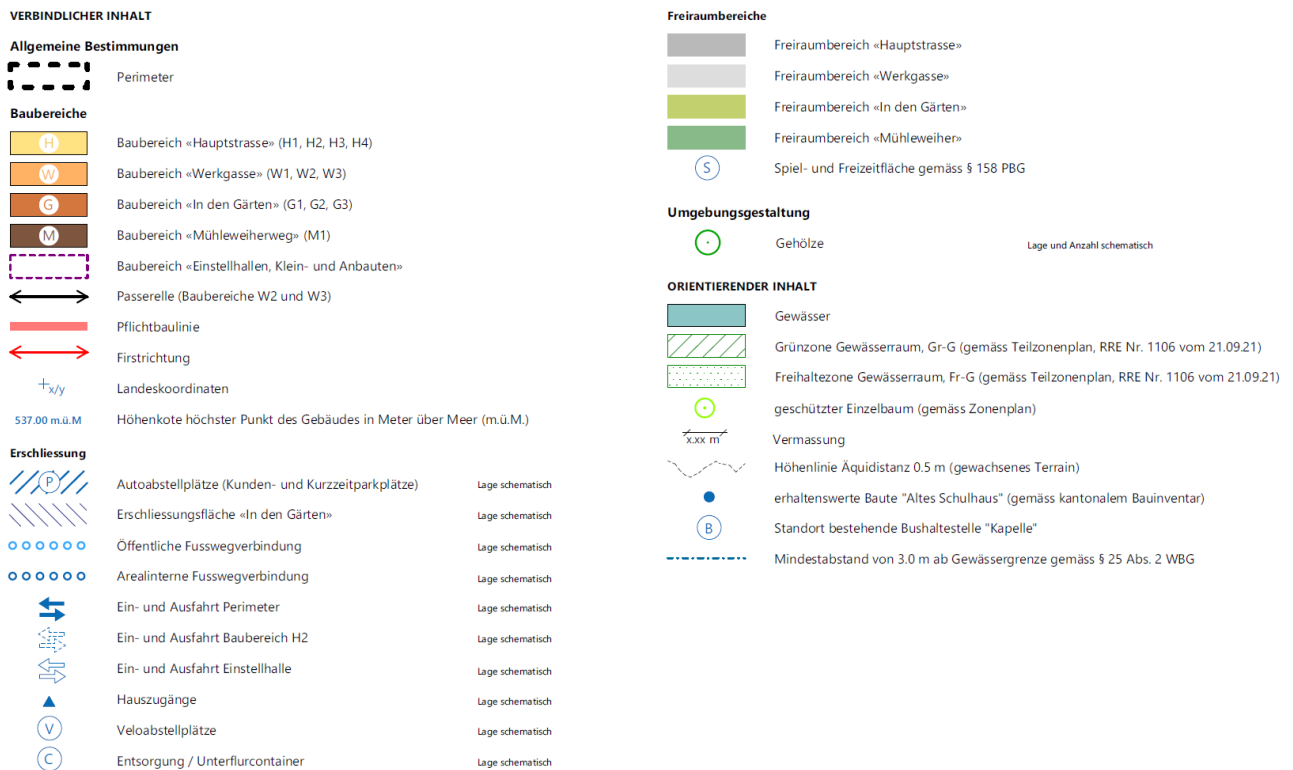 VERBINDLICHER INHALT
Allgemeine Bestimmungen
Perimeter
Baubereiche
H Baubereich «Hauptstrasse» (H1, H2, H3, H4)
W Baubereich «Werkgasse» (W1, W2, W3)
G Baubereich «In den Gärten» (G1, G2, G3)
M Baubereich «Mühleweiherweg» (M1)
Baubereich «Einstellhallen, Klein- und Anbauten»
Passerelle (Baubereiche W2 und W3)
Pflichtbaulinie
Firstrichtung
x/y Landeskoordinaten
537.00 m.ü.M Höhenkote höchster Punkt des Gebäudes in Meter über Meer (m.ü.M.)
Erschliessung
P Autoabstellplätze (Kunden- und Kurzzeitparkplätze) Lage schematisch
Erschliessungsfläche «In den Gärten» Lage schematisch
Öffentliche Fusswegverbindung Lage schematisch
Arealinterne Fusswegverbindung Lage schematisch
Ein- und Ausfahrt Perimeter Lage schematisch
Ein- und Ausfahrt Baubereich H2 Lage schematisch
Ein- und Ausfahrt Einstellhalle Lage schematisch
Hauszugänge Lage schematisch
V Veloabstellplätze Lage schematisch
C Entsorgung / Unterflurcontainer Lage schematisch
Freiraumbereiche
Freiraumbereich «Hauptstrasse»
Freiraumbereich «Werkgasse»
Freiraumbereich «In den Gärten»
Freiraumbereich «Mühleweiher»
S Spiel- und Freizeitfläche gemäss § 158 PBG
Umgebungsgestaltung
Gehölze Lage und Anzahl schematisch
ORIENTIERENDER INHALT
Gewässer
Grünzone Gewässerraum, Gr-G (gemäss Teilzonenplan, RRE Nr. 1106 vom 21.09.21)
Freihaltezone Gewässerraum, Fr-G (gemäss Teilzonenplan, RRE Nr. 1106 vom 21.09.21)
geschützter Einzelbaum (gemäss Zonenplan)
x.xx m Vermassung
Höhenlinie Äquidistanz 0.5 m (gewachsenes Terrain)
erhaltenswerte Baute "Altes Schulhaus" (gemäss kantonalem Bauinventar)
B Standort bestehende Bushaltestelle "Kapelle"
Mindestabstand von 3.0 m ab Gewässergrenze gemäss § 25 Abs. 2 WBG